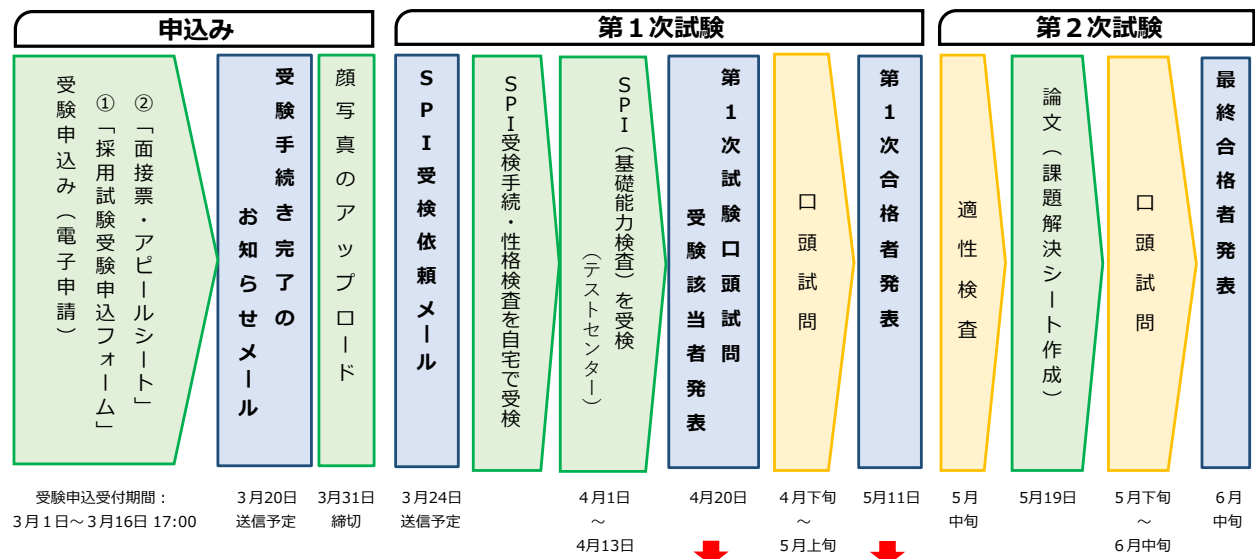 申込み
第１次試験
第２次試験
受験申込み（電子申請）
①「採用試験受験申込フォーム」
②「面接票・アピールシート」
受験手続き完了の
お知らせメール
顔写真のアップロード
ＳＰＩ受検依頼メール
ＳＰＩ受検手続・性格検査を自宅で受検
ＳＰＩ（基礎能力検査）を受検
（テストセンター）
第１次試験口頭試問
受験該当者発表
口頭試問
第１次合格者発表
適性検査
論文（課題解決シート作成）
口頭試問
最終合格者発表
受験申込受付期間：
３月１日～３月16日 17:00
３月20日
送信予定
3月31日
締切
３月24日
送信予定
４月1日
～
4月13日
4月20日
４月下旬
～
５月上旬
5月11日
５月
中旬
5月19日
５月下旬
～
６月中旬
６月
中旬